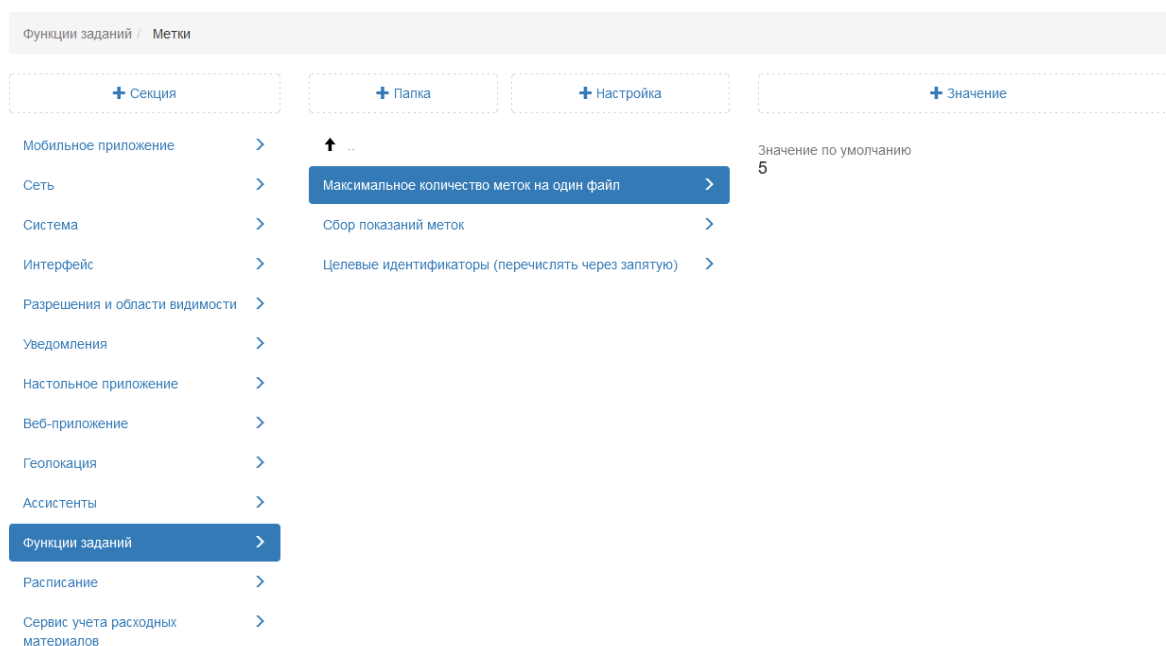 Функции заданий / Метки
+ Секция
+ Папка
+ Настройка
+ Значение
Мобильное приложение
Сеть
Система
Интерфейс
Разрешения и области видимости
Уведомления
Настольное приложение
Веб-приложение
Геолокация
Ассистенты
Функции заданий
Расписание
Сервис учета расходных
материалов
..
Максимальное количество меток на один файл
Сбор показаний меток
Целевые идентификаторы (перечислять через запятую)
Значение по умолчанию
5